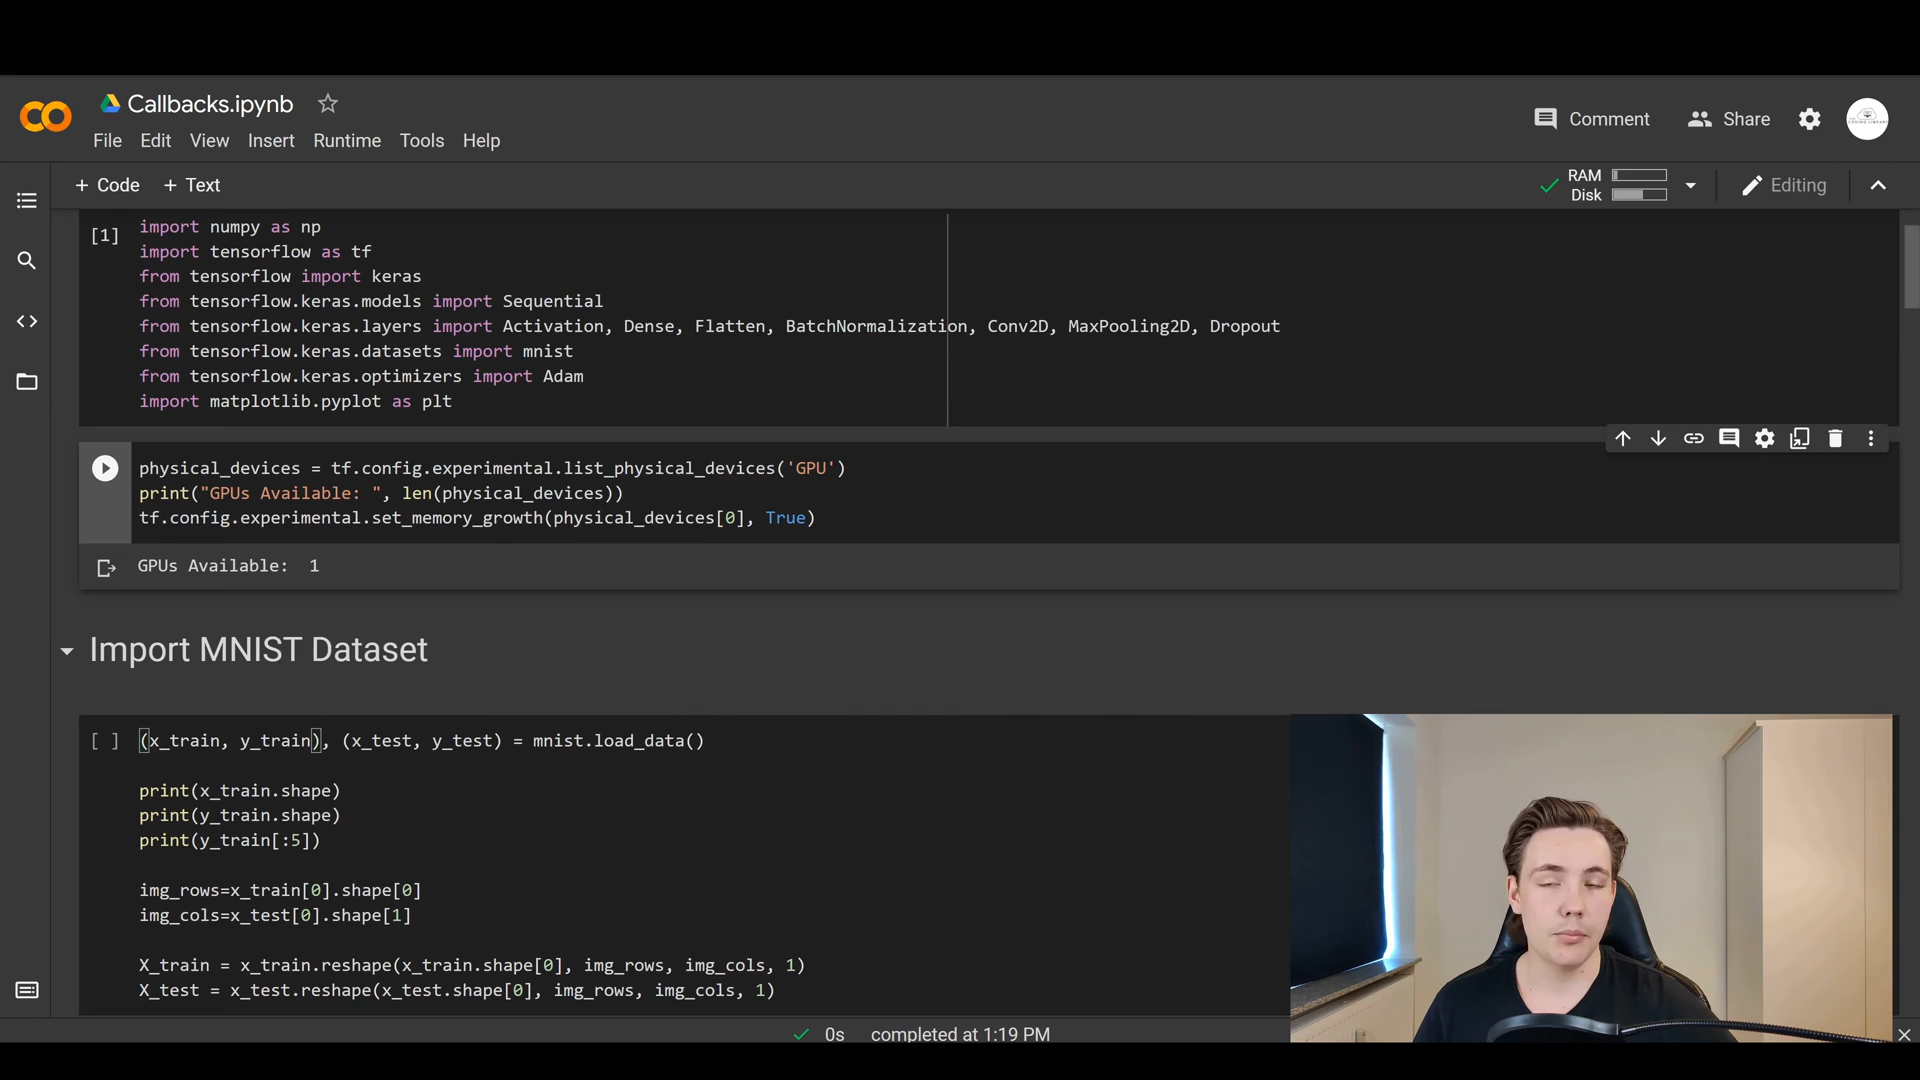 Callbacks.ipynb
File Edit View Insert Runtime Tools Help
Comment
Share
+ Code + Text
RAM
Disk
Editing
[1]
import numpy as np
import tensorflow as tf
from tensorflow import keras
from tensorflow.keras.models import Sequential
from tensorflow.keras.layers import Activation, Dense, Flatten, BatchNormalization, Conv2D, MaxPooling2D, Dropout
from tensorflow.keras.datasets import mnist
from tensorflow.keras.optimizers import Adam
import matplotlib.pyplot as plt
physical_devices = tf.config.experimental.list_physical_devices('GPU')
print("GPUs Available: ", len(physical_devices))
tf.config.experimental.set_memory_growth(physical_devices[0], True)
GPUs Available:  1
Import MNIST Dataset
[ ]
(x_train, y_train), (x_test, y_test) = mnist.load_data()
print(x_train.shape)
print(y_train.shape)
print(y_train[:5])
img_rows=x_train[0].shape[0]
img_cols=x_test[0].shape[1]
X_train = x_train.reshape(x_train.shape[0], img_rows, img_cols, 1)
X_test = x_test.reshape(x_test.shape[0], img_rows, img_cols, 1)
0s completed at 1:19 PM